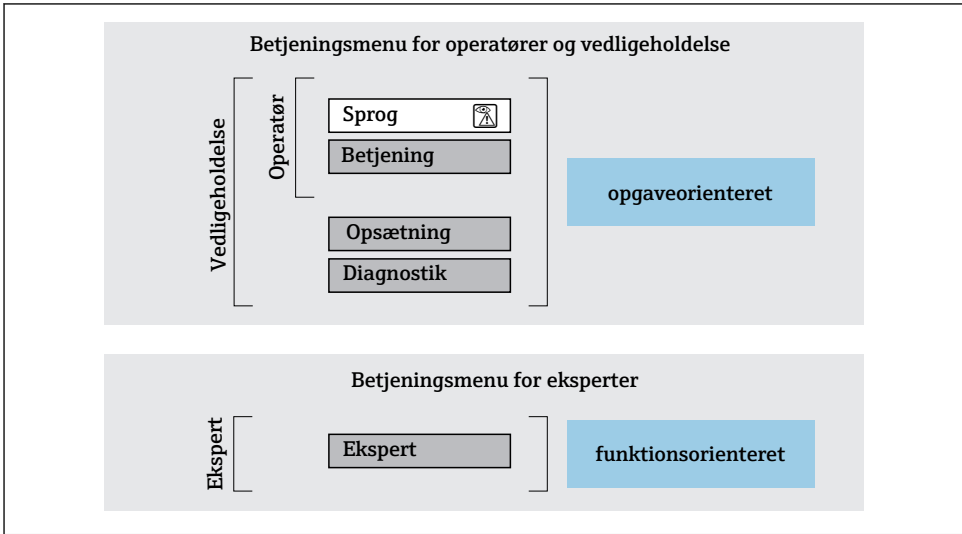 Betjeningsmenu for operatører og vedligeholdelse
Vedligeholdelse
Operatør
Sprog
Betjening
Opsætning
Diagnostik
opgaveorienteret
Betjeningsmenu for eksperter
Ekspert
Ekspert
funktionsorienteret